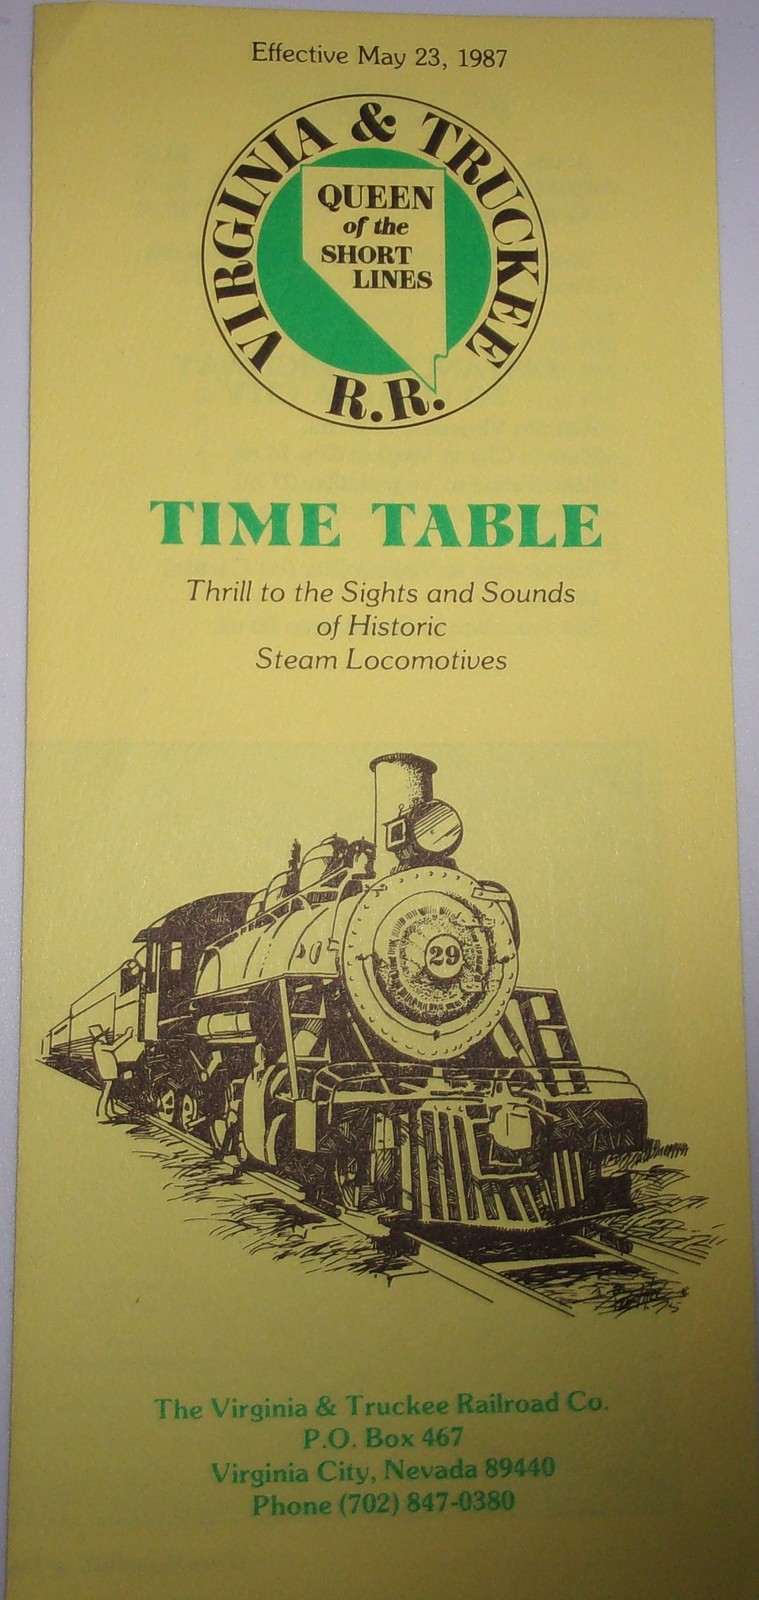 Effective May 23, 1987
VIRGINIA & TRUCKEE
QUEEN
of the
SHORT
LINES
R.R.
TIME TABLE
Thrill to the Sights and Sounds
of Historic
Steam Locomotives
29
The Virginia & Truckee Railroad Co.
P.O. Box 467
Virginia City, Nevada 89440
Phone (702) 847-0380